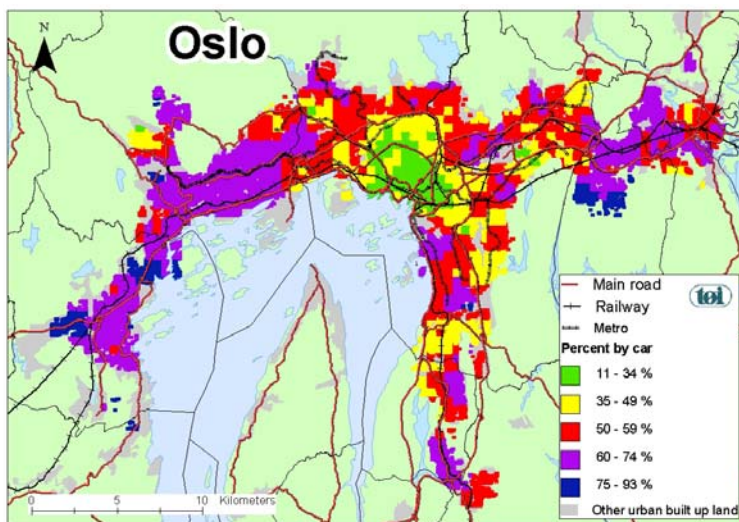 N
Oslo
Main road
Railway
Metro
tøi
Percent by car
11 - 34 %
35 - 49 %
50 - 59 %
60 - 74 %
75 - 93 %
Other urban built up land
0 5 10 Kilometers